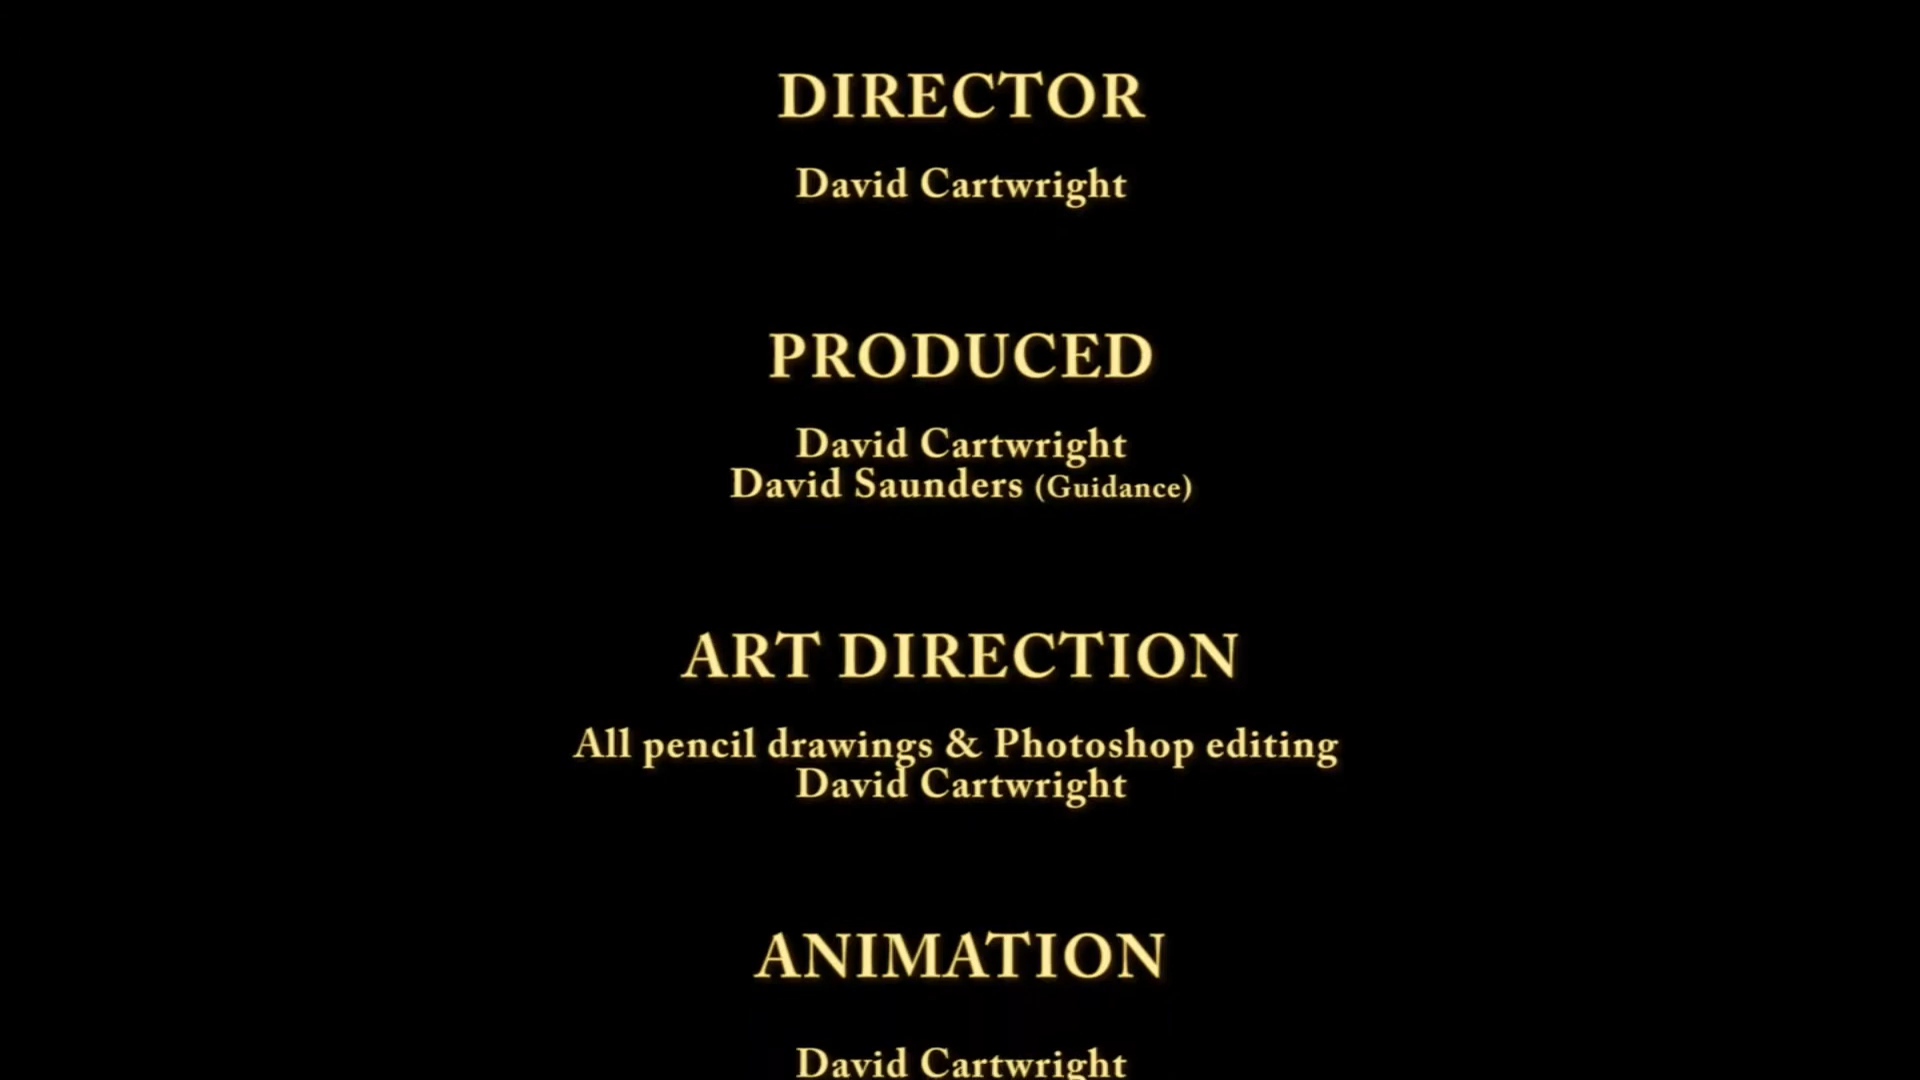 DIRECTOR
David Cartwright
PRODUCED
David Cartwright
David Saunders (Guidance)
ART DIRECTION
All pencil drawings & Photoshop editing
David Cartwright
ANIMATION
David Cartwright